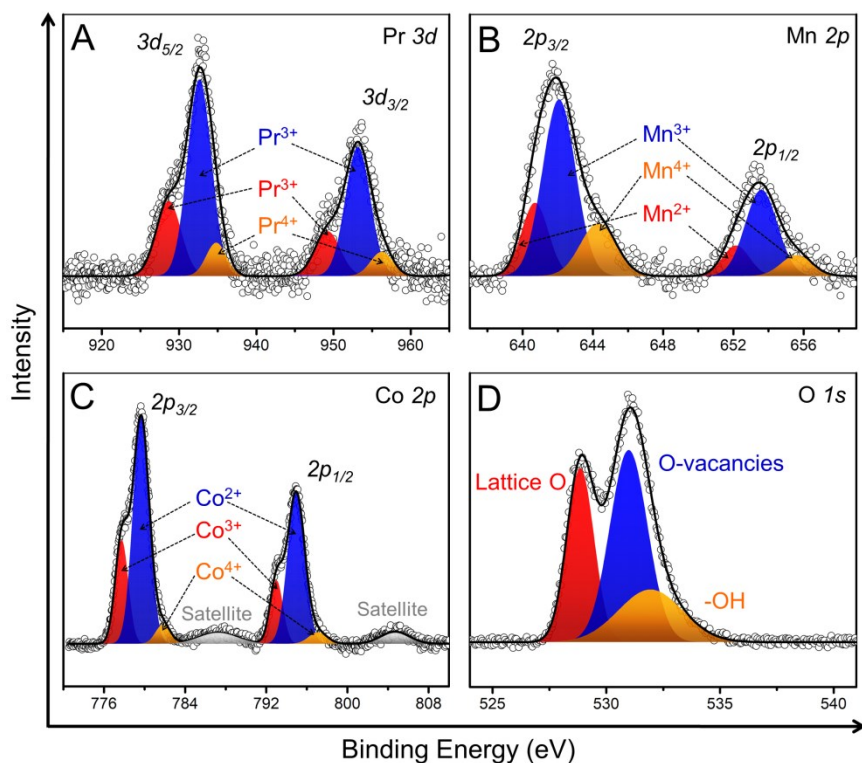 A
Pr 3d
3d5/2
3d3/2
Pr3+
Pr3+
Pr4+
920 930 940 950 960
B
Mn 2p
2p3/2
2p1/2
Mn3+
Mn4+
Mn2+
640 644 648 652 656
C
Co 2p
2p3/2
2p1/2
Co2+
Co3+
Co4+
Satellite
Satellite
776 784 792 800 808
D
O 1s
Lattice O
O-vacancies
-OH
525 530 535 540
Intensity
Binding Energy (eV)